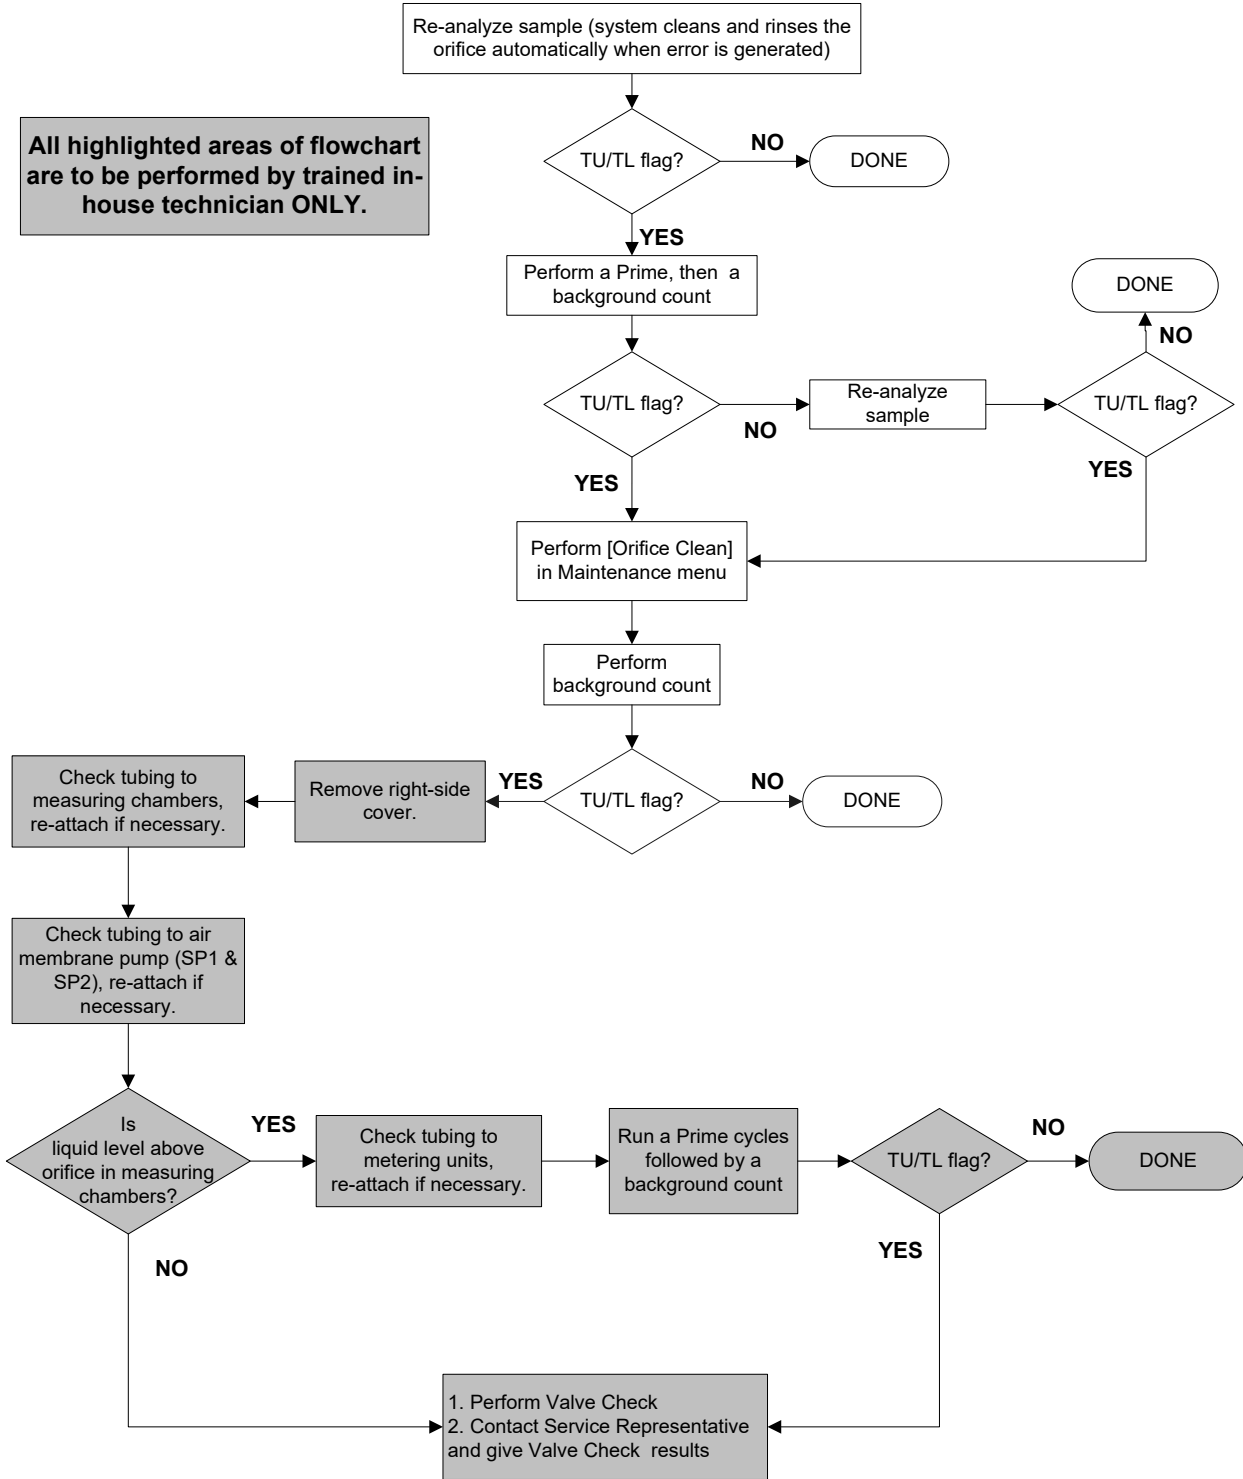 Re-analyze sample (system cleans and rinses the
orifice automatically when error is generated)
All highlighted areas of flowchart
are to be performed by trained in-
house technician ONLY.
TU/TL flag?
NO
DONE
YES
Perform a Prime, then  a
background count
DONE
NO
TU/TL flag?
NO
Re-analyze
sample
TU/TL flag?
YES
YES
Perform [Orifice Clean]
in Maintenance menu
Perform
background count
Check tubing to
measuring chambers,
re-attach if necessary.
Remove right-side
cover.
YES
TU/TL flag?
NO
DONE
Check tubing to air
membrane pump (SP1 &
SP2), re-attach if
necessary.
Is
liquid level above
orifice in measuring
chambers?
YES
Check tubing to
metering units,
re-attach if necessary.
Run a Prime cycles
followed by a
background count
TU/TL flag?
NO
DONE
YES
NO
1. Perform Valve Check
2. Contact Service Representative
and give Valve Check  results